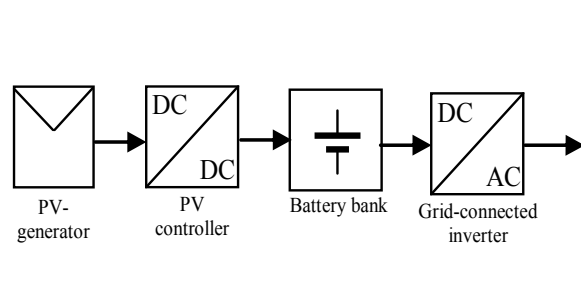 DC
DC
DC
AC
PV-
generator
PV
controller
Battery bank
Grid-connected
inverter